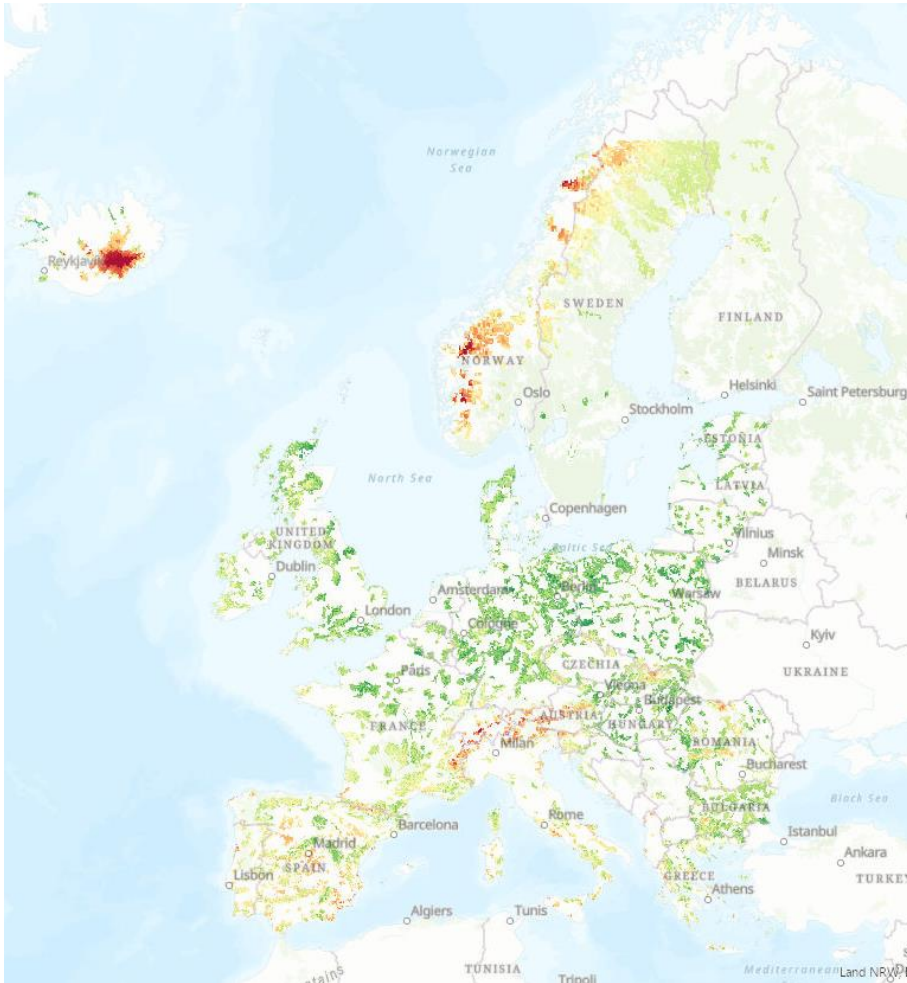 Norwegian
Sea
Reykjavik
SWEDEN
FINLAND
NORWAY
Oslo
Helsinki
Saint Petersburg
Stockholm
ESTONIA
North Sea
LATVIA
Copenhagen
UNITED
KINGDOM
Baltic Sea
Vilnius
Minsk
Dublin
BELARUS
Amsterdam
Berlin
Warsaw
London
Cologne
Kyiv
CZECHIA
UKRAINE
Paris
Vienna
Budapest
FRANCE
AUSTRIA
HUNGARY
Milan
ROMANIA
Bucharest
Black Sea
BULGARIA
Barcelona
Rome
Istanbul
Madrid
Ankara
SPAIN
Lisbon
GREECE
TURKEY
Athens
Algiers
Tunis
TUNISIA
Mediterranean
Land NRW,
Tripoli